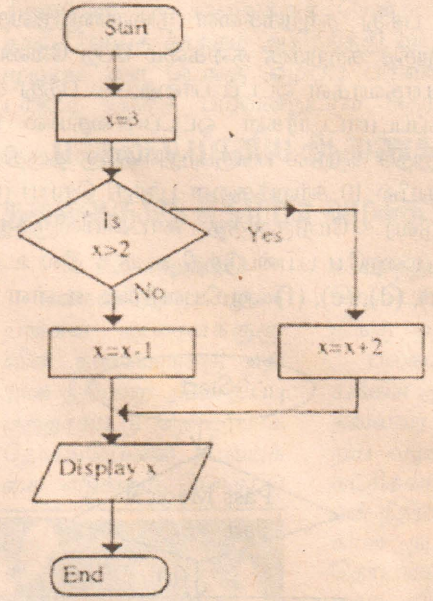 Start
x=3
Is
x>2
Yes
No
x=x-1
x=x+2
Display x
End